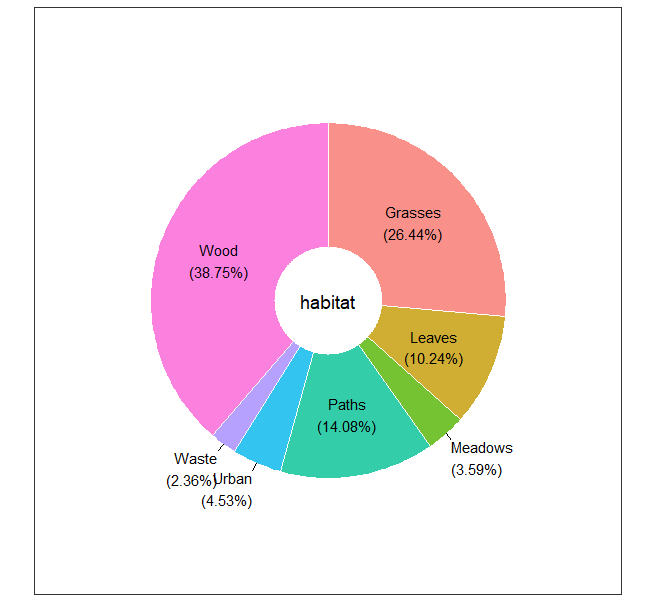 Grasses
(26.44%)
Wood
(38.75%)
habitat
Leaves
(10.24%)
Paths
(14.08%)
Meadows
(3.59%)
Waste
(2.36%)
Urban
(4.53%)